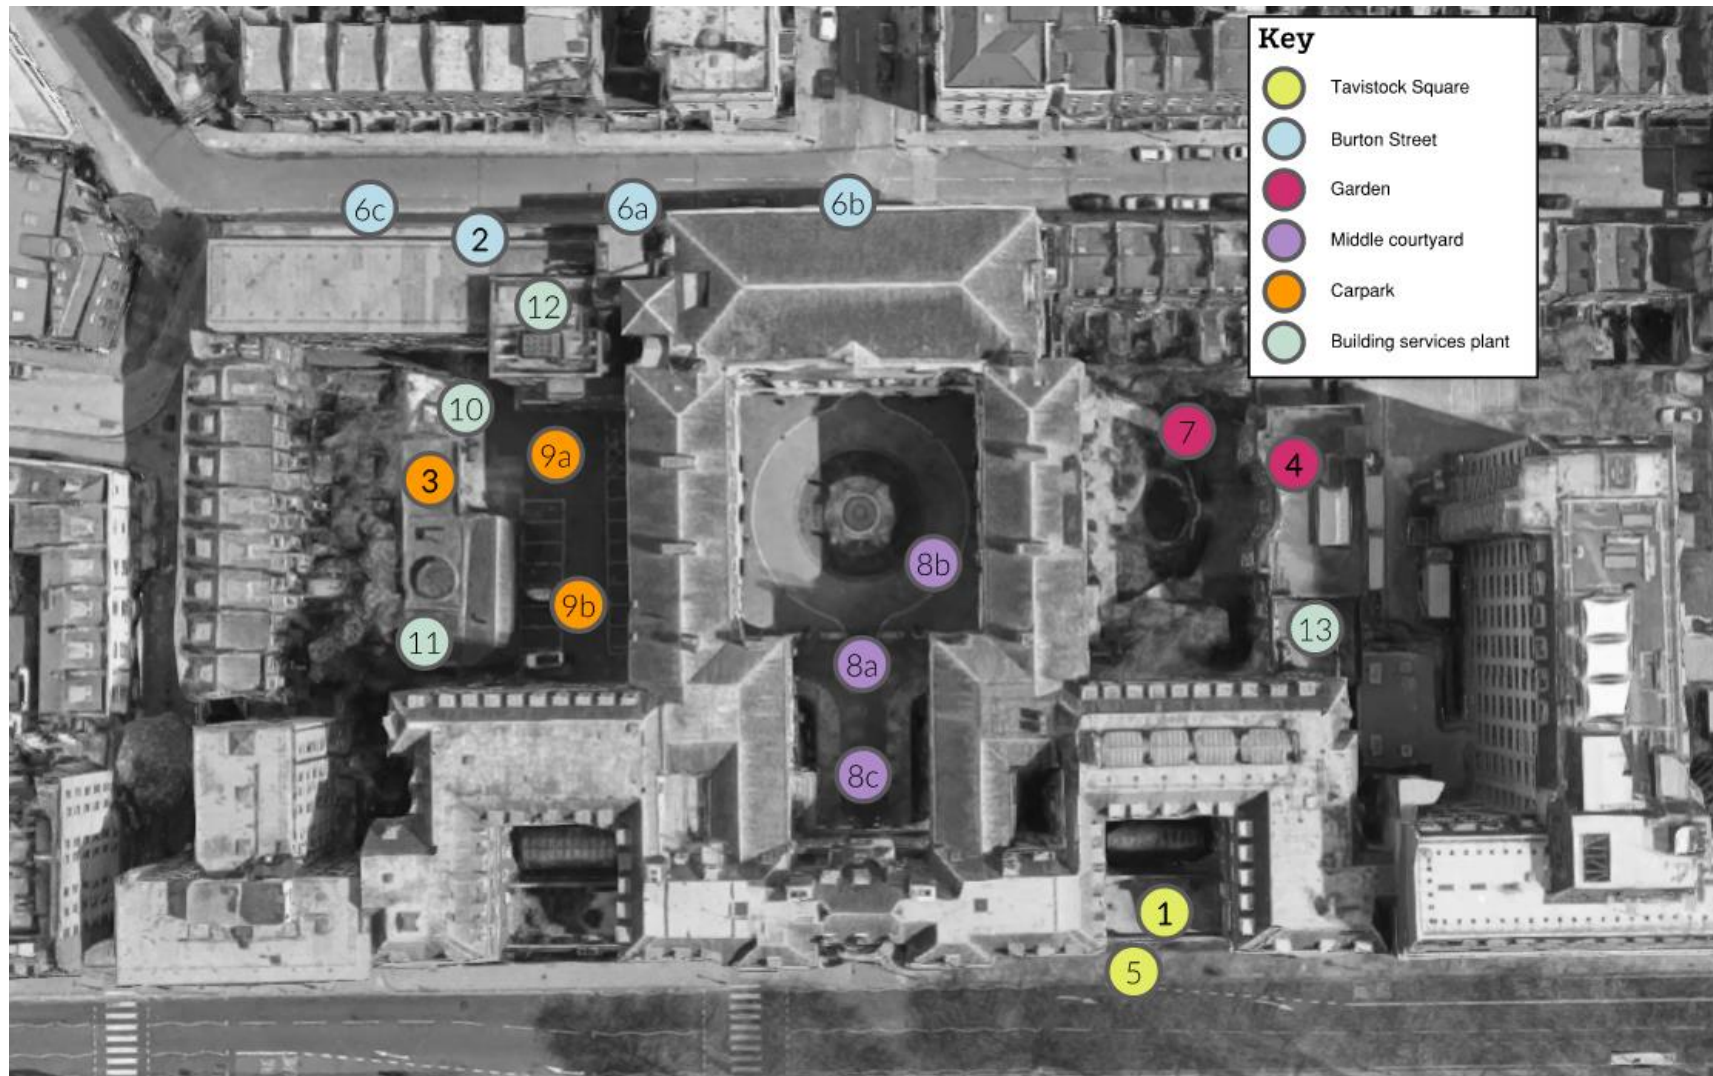 Key
Tavistock Square
Burton Street
Garden
Middle courtyard
Carpark
Building services plant
6c
6a
6b
2
12
10
7
9a
4
3
8b
9b
13
11
8a
8c
1
5